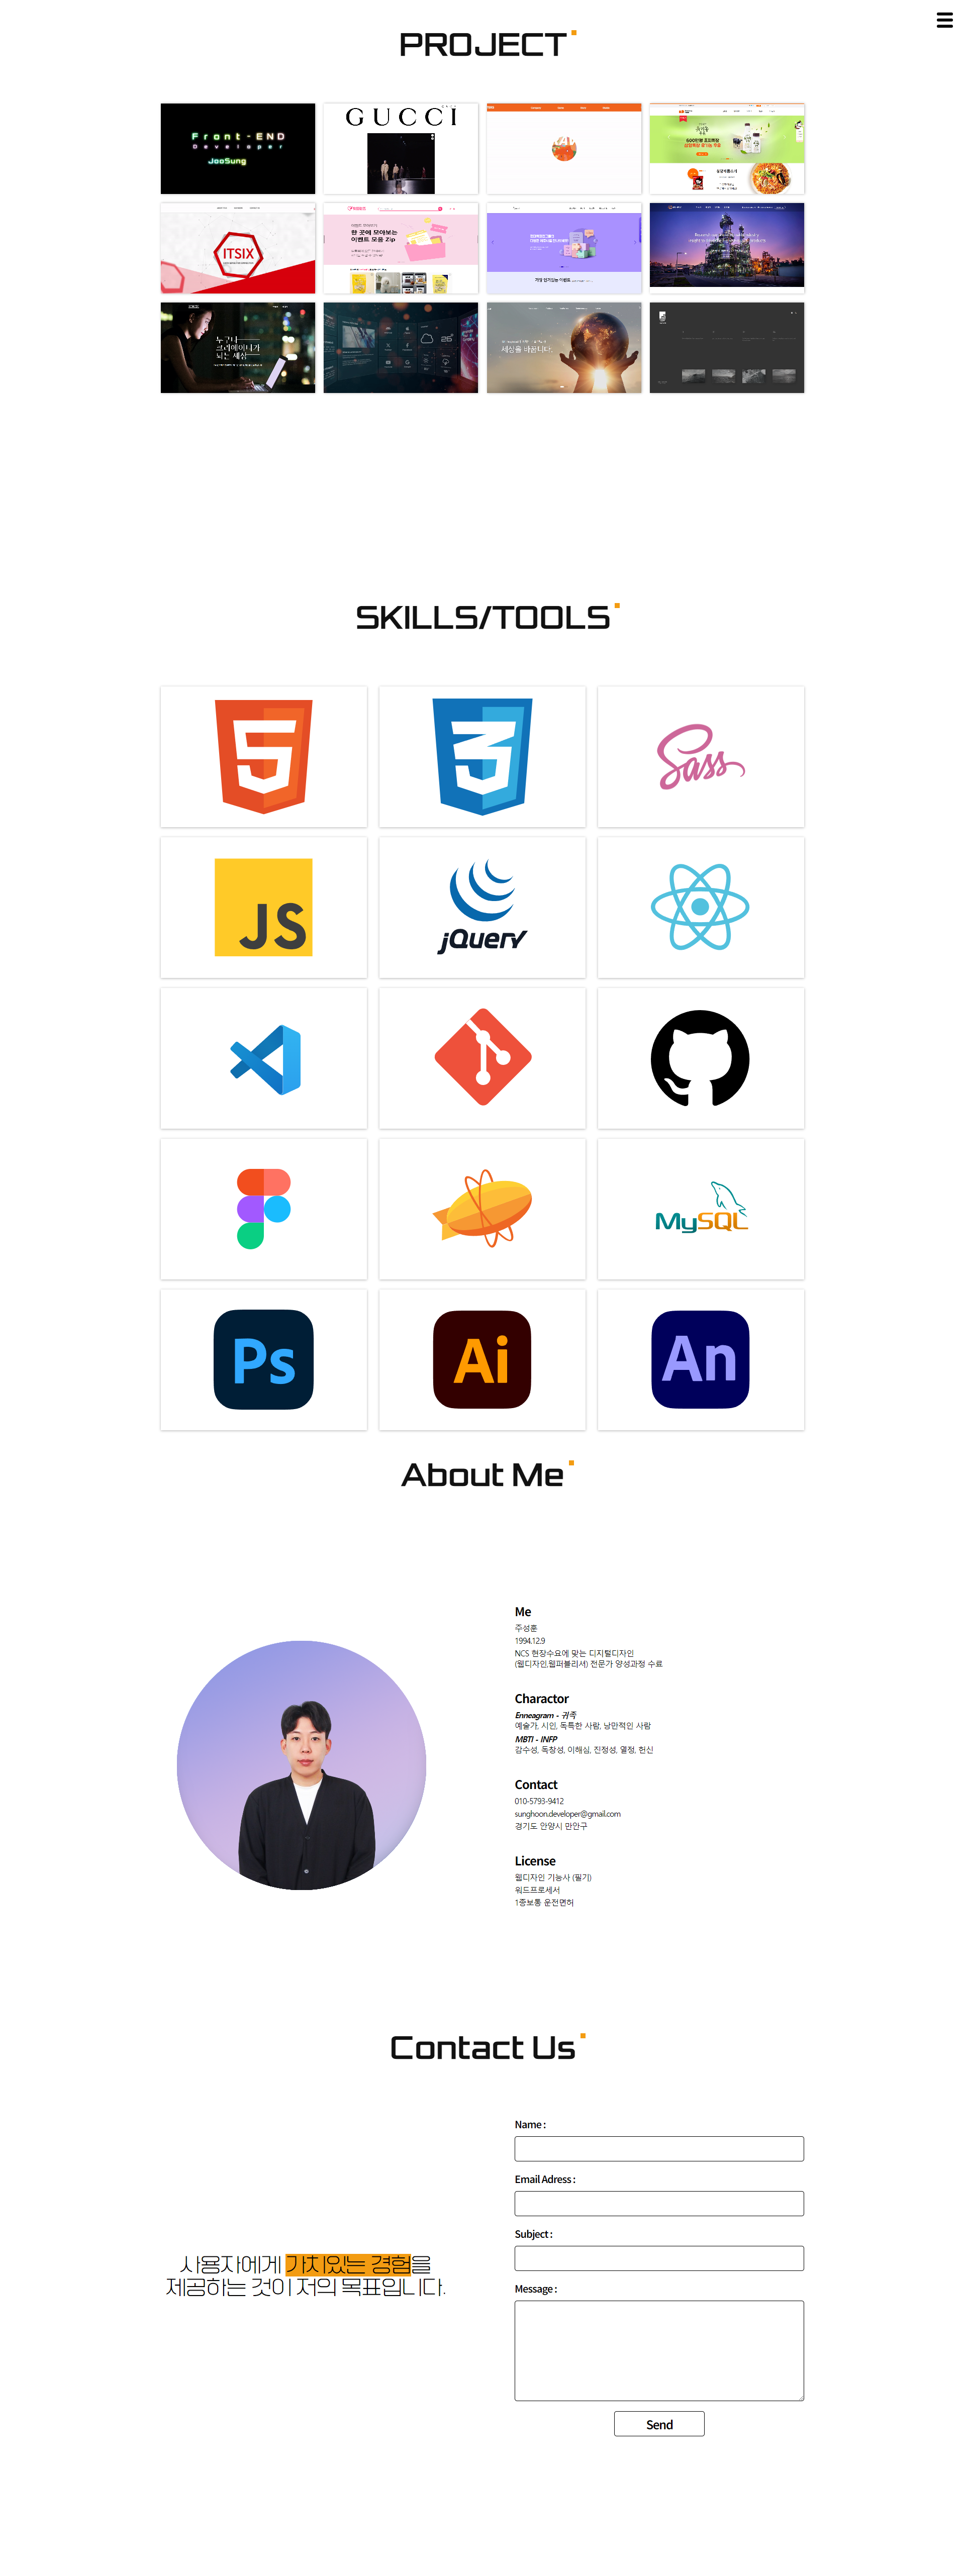 PROJECT
Front-END
Developer
JooSung
GUCCI
ITSIX
한 곳에 모아보는
이벤트 모음 Zip
누구나
크리에이터가
되는 세상
세상을 바꿉니다.
SKILLS/TOOLS
5
3
Sass
JS
jQuery
MySQL
Ps
Ai
An
About Me
Me
주성훈
1994.12.9
NCS 현장수요에 맞는 디지털디자인
(웹디자인,웹퍼블리셔) 전문가 양성과정 수료
Charactor
Enneagram - 귀족
예술가, 시인, 독특한 사람, 낭만적인 사람
MBTI - INFP
감수성, 독창성, 이해심, 진정성, 열정, 헌신
Contact
010-5793-9412
sunghoon.developer@gmail.com
경기도 안양시 만안구
License
웹디자인 기능사 (필기)
워드프로세서
1종보통 운전면허
Contact Us
Name :
Email Adress :
Subject :
Message :
사용자에게 가치있는 경험을
제공하는 것이 저의 목표입니다.
Send